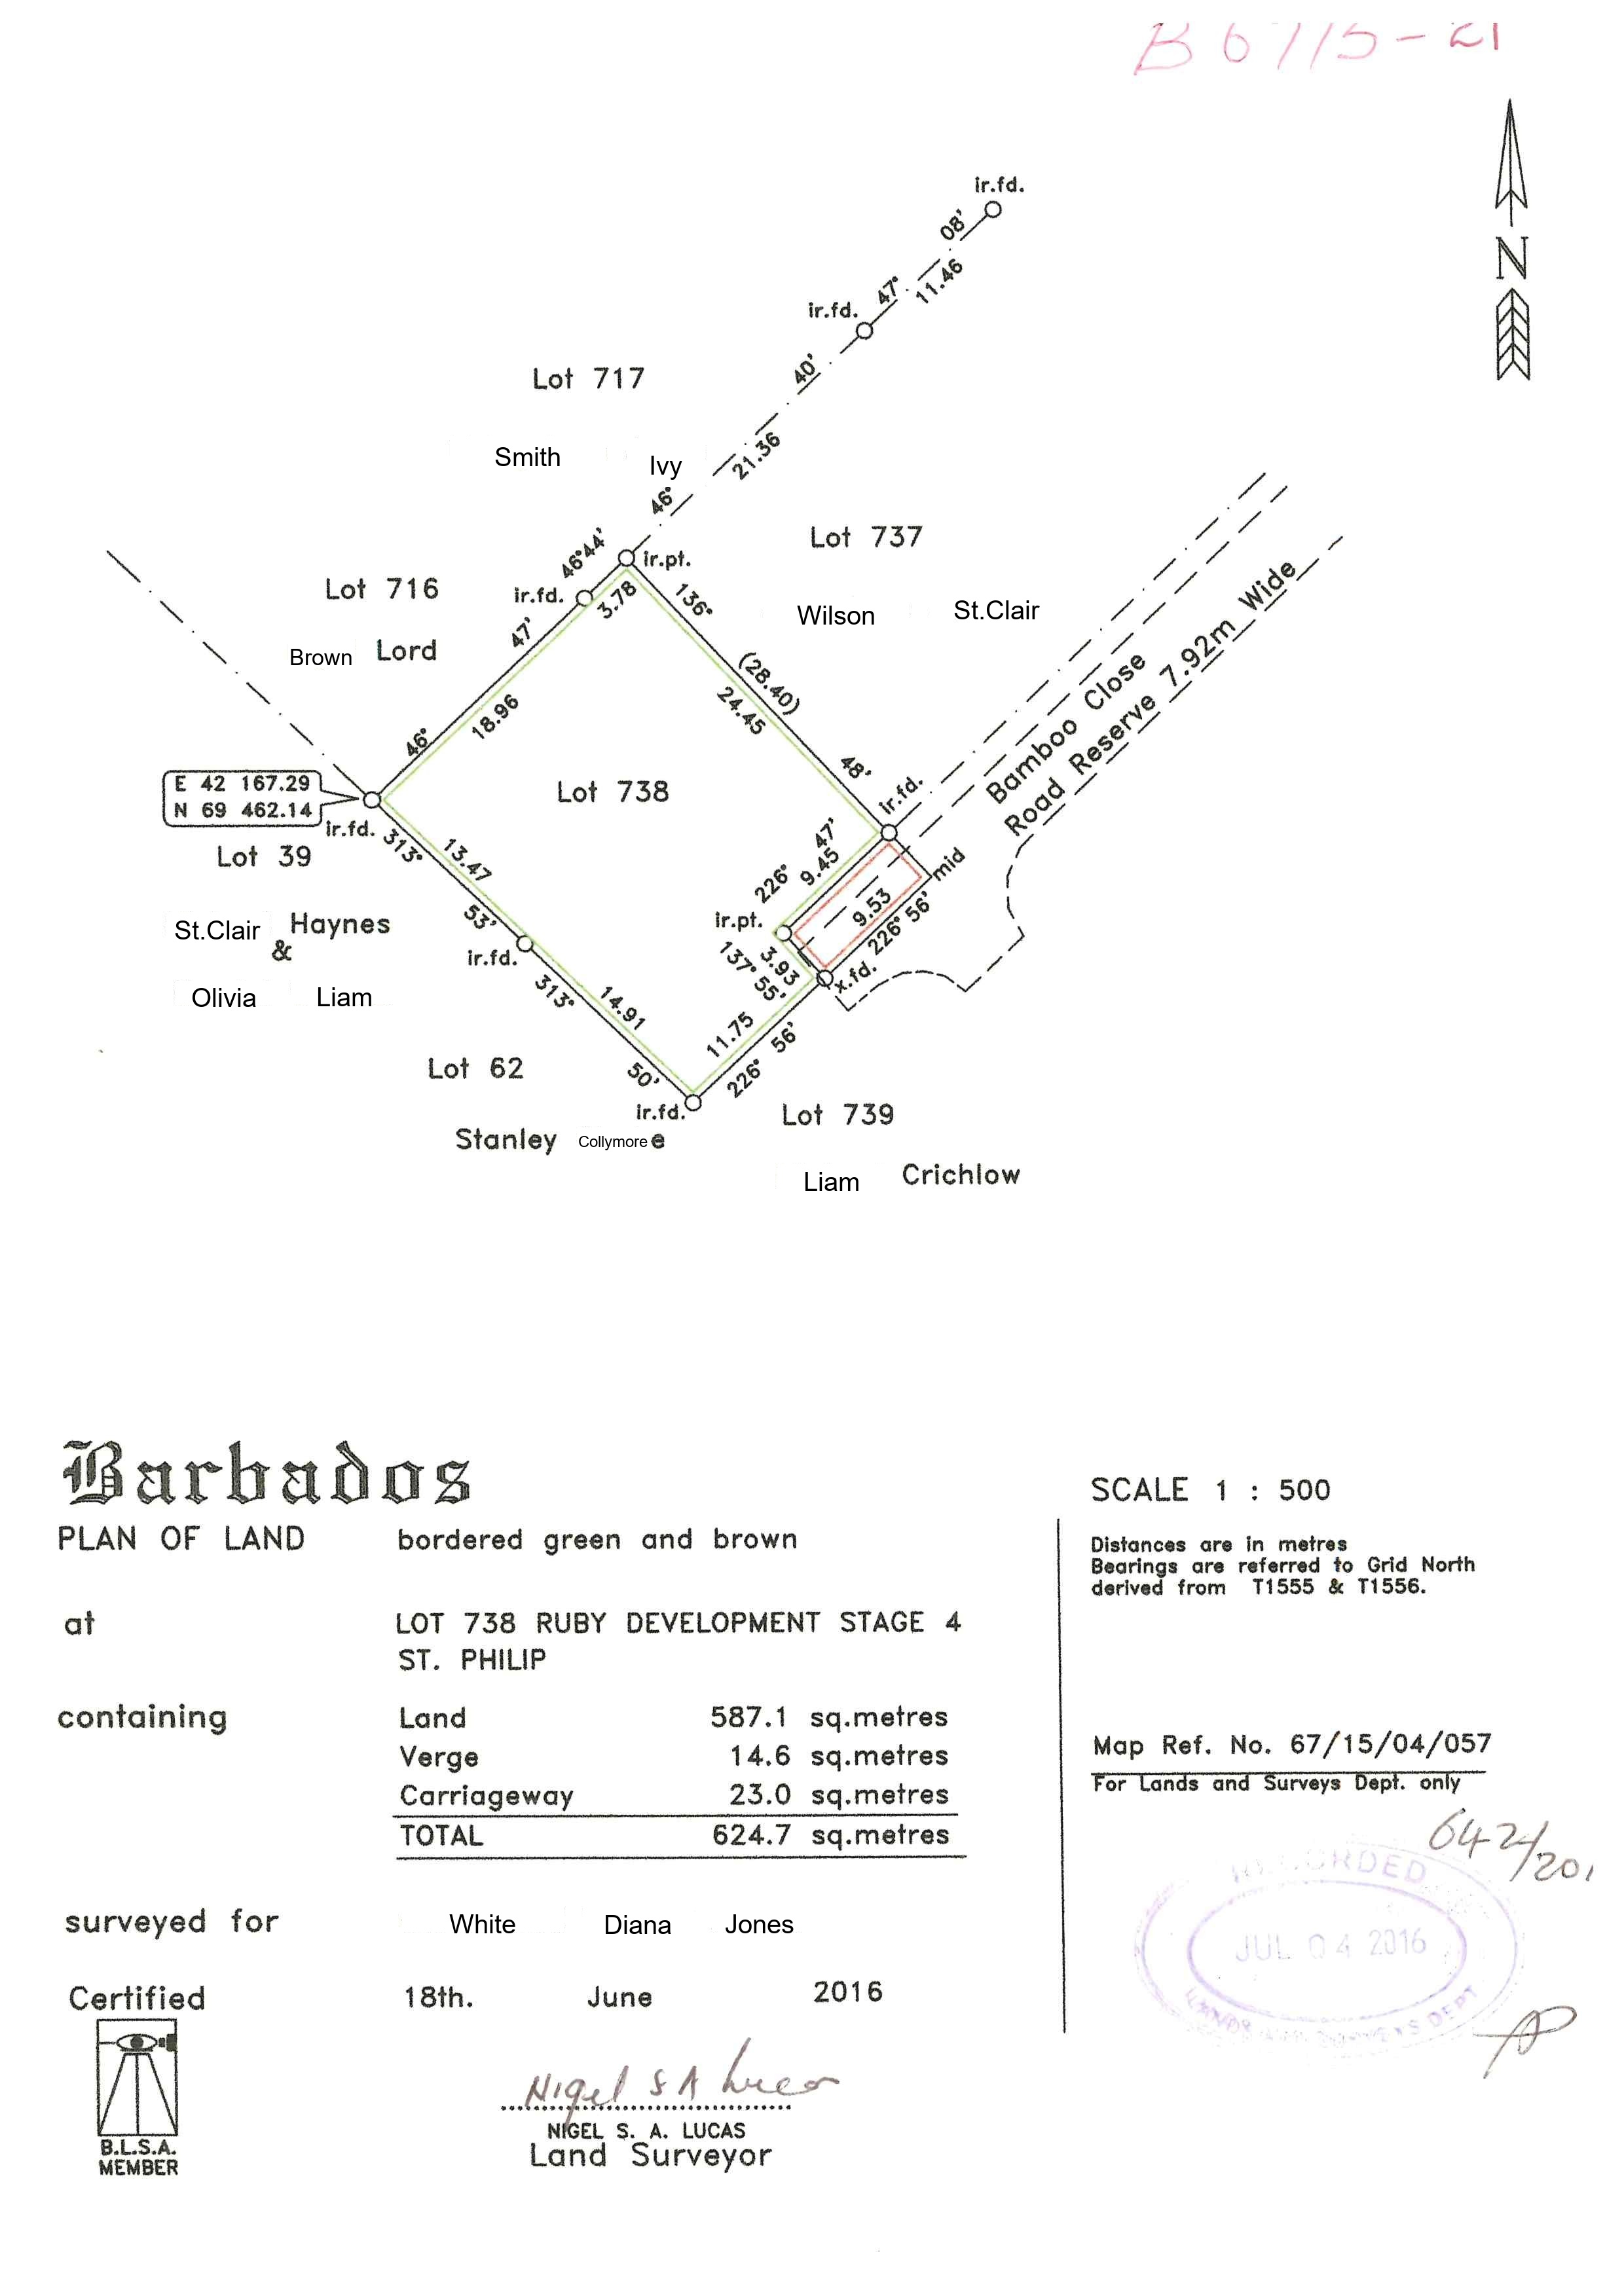 B6715-21
ir.fd.
08'
47°
11.46
ir.fd.
N
40'
Lot 717
21.36
Smith Ivy
46°
Lot 737
46°44'
ir.pt.
Lot 716
ir.fd.
3.78
136°
Wilson St.Clair
47'
Brown Lord
(28.40)
24.45
Bamboo Close
Road Reserve 7.92m Wide
18.96
46°
48'
E 42 167.29
N 69 462.14
Lot 738
ir.fd.
ir.fd.
313°
13.47
47'
9.45
226°
Lot 39
mid
9.53
226° 56'
53'
ir.pt.
St.Clair Haynes
&
Olivia Liam
ir.fd.
3.93
137° 55'
x.fd.
313°
14.91
11.75
56'
226°
Lot 62
50'
ir.fd.
Lot 739
Stanley Collymore e
Liam Crichlow
Barbados
PLAN OF LAND bordered green and brown
at LOT 738 RUBY DEVELOPMENT STAGE 4
ST. PHILIP
containing Land 587.1 sq.metres
Verge 14.6 sq.metres
Carriageway 23.0 sq.metres
TOTAL 624.7 sq.metres
surveyed for White Diana Jones
Certified 18th. June 2016
Nigel S A Lucas
NIGEL S. A. LUCAS
Land Surveyor
B.L.S.A.
MEMBER
SCALE 1 : 500
Distances are in metres
Bearings are referred to Grid North
derived from T1555 & T1556.
Map Ref. No. 67/15/04/057
For Lands and Surveys Dept. only
642/201
RECORDED
JUL 04 2016
LANDS AND SURVEYS DEPT